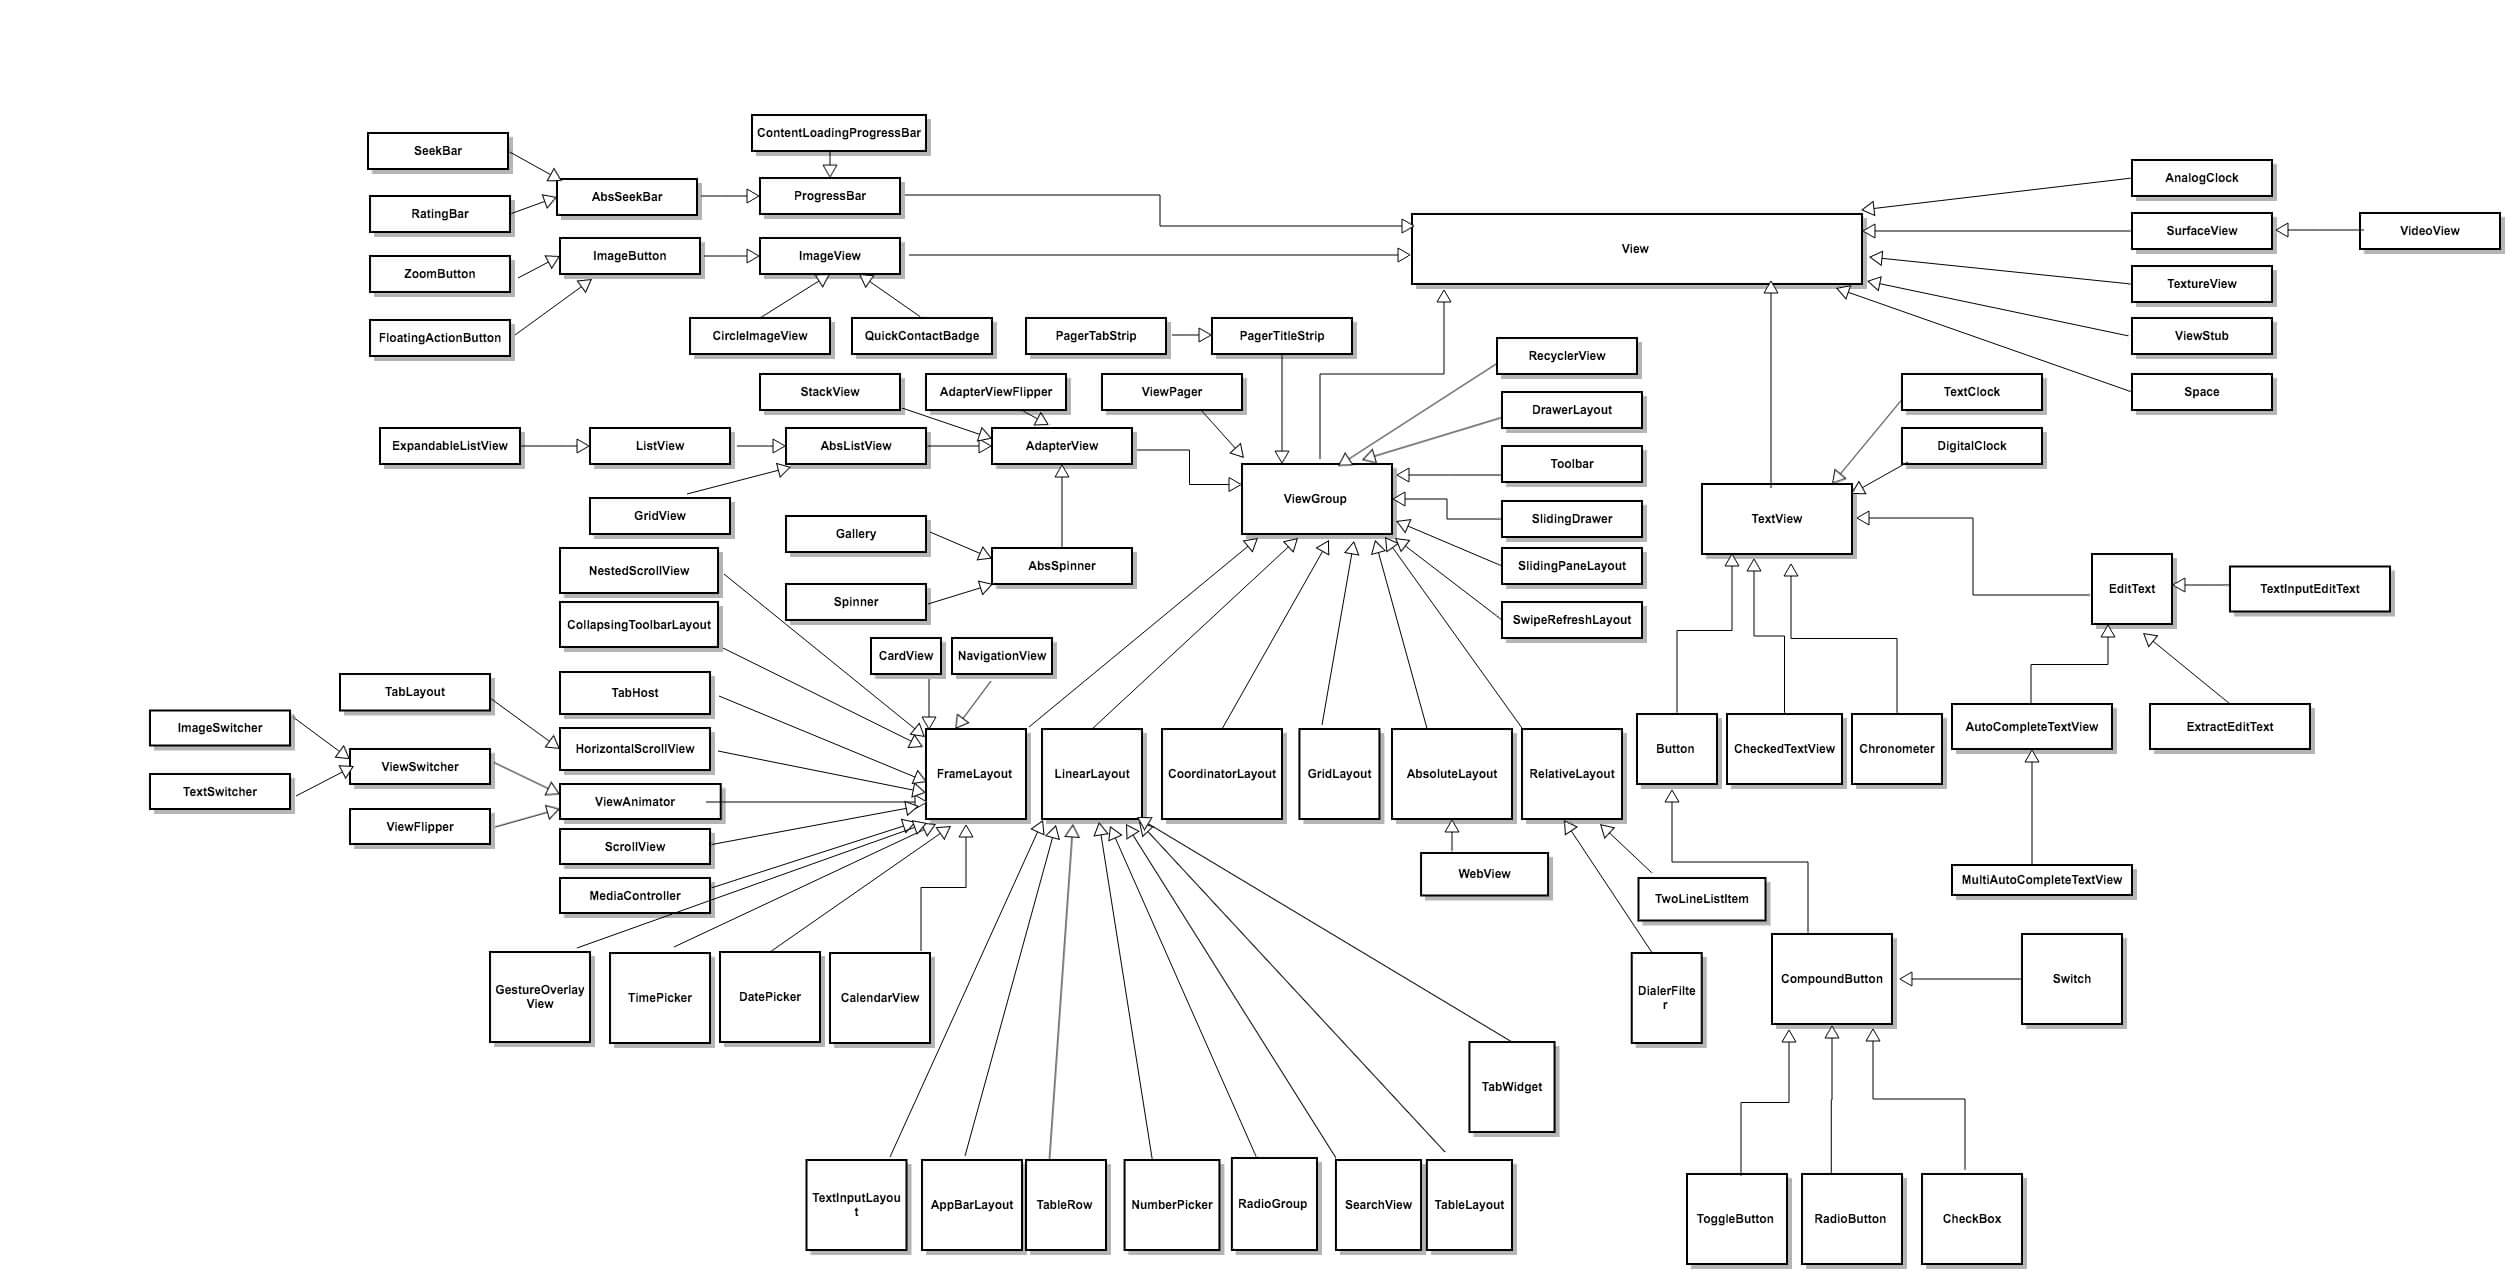 ContentLoadingProgressBar
SeekBar
AbsSeekBar
ProgressBar
RatingBar
AnalogClock
ImageButton
ImageView
View
SurfaceView
VideoView
ZoomButton
TextureView
FloatingActionButton
CircleImageView
QuickContactBadge
PagerTabStrip
PagerTitleStrip
ViewStub
RecyclerView
StackView
AdapterViewFlipper
ViewPager
TextClock
Space
DrawerLayout
ExpandableListView
ListView
AbsListView
AdapterView
DigitalClock
Toolbar
ViewGroup
GridView
SlidingDrawer
TextView
Gallery
NestedScrollView
AbsSpinner
SlidingPaneLayout
EditText
TextInputEditText
Spinner
SwipeRefreshLayout
CollapsingToolbarLayout
CardView
NavigationView
TabLayout
TabHost
ImageSwitcher
HorizontalScrollView
ViewSwitcher
FrameLayout
LinearLayout
CoordinatorLayout
GridLayout
AbsoluteLayout
RelativeLayout
Button
CheckedTextView
Chronometer
AutoCompleteTextView
ExtractEditText
TextSwitcher
ViewAnimator
ViewFlipper
ScrollView
WebView
MultiAutoCompleteTextView
MediaController
TwoLineListItem
GestureOverlay
View
TimePicker
DatePicker
CalendarView
DialerFilte
r
CompoundButton
Switch
TabWidget
TextInputLayou
t
AppBarLayout
TableRow
NumberPicker
RadioGroup
SearchView
TableLayout
ToggleButton
RadioButton
CheckBox